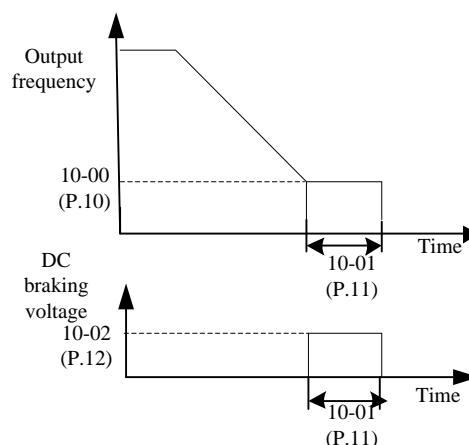 Output
frequency
10-00
(P.10)
Time
10-01
(P.11)
DC
braking
voltage
10-02
(P.12)
Time
10-01
(P.11)